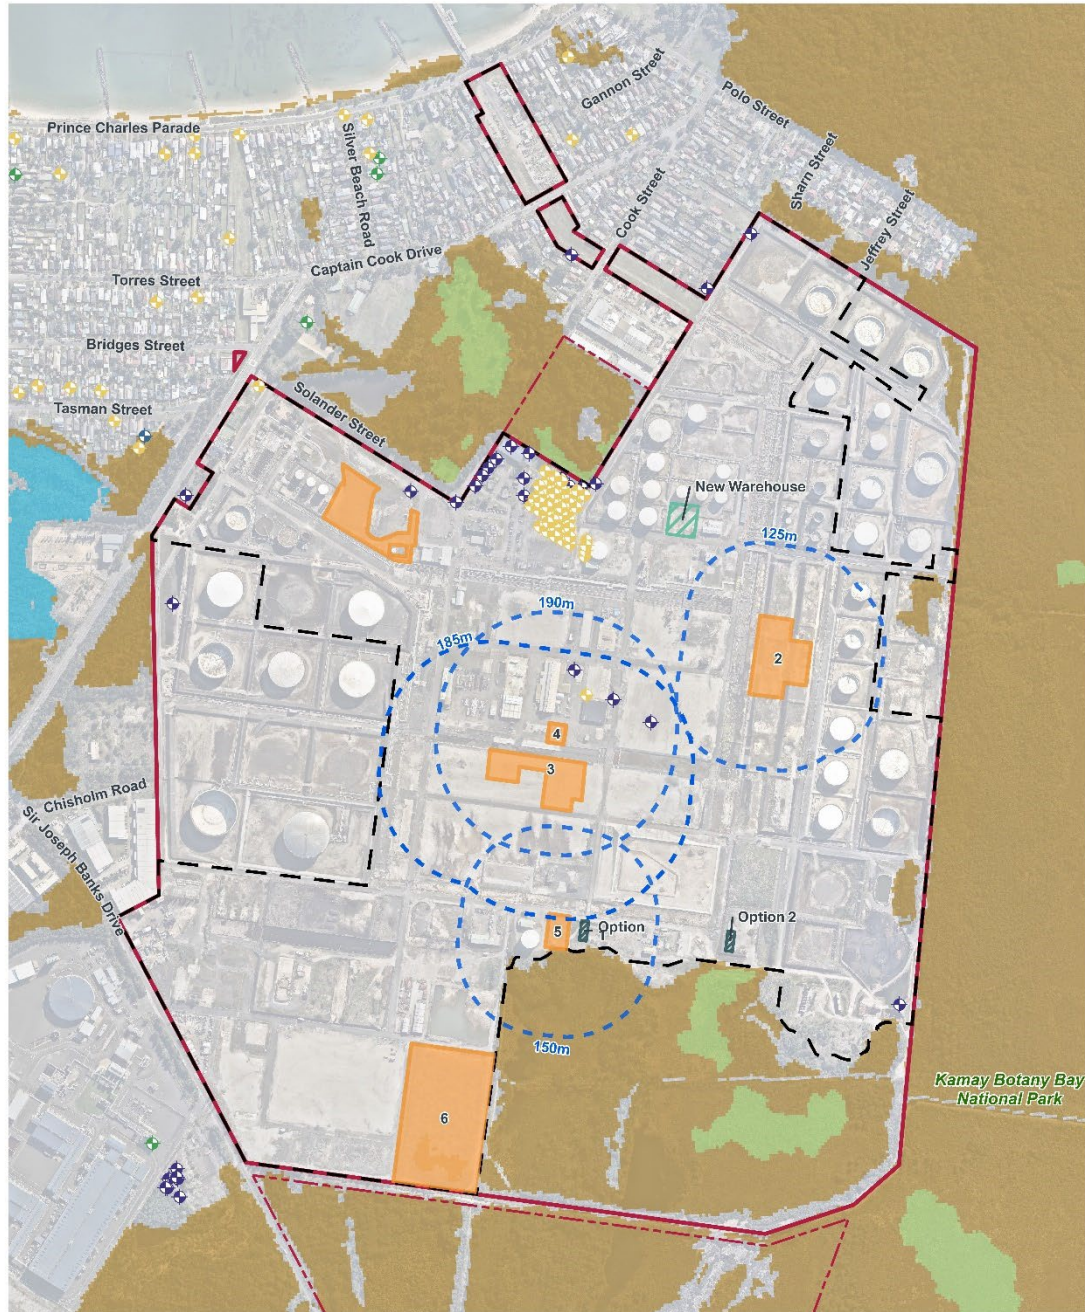 Gannon Street
Polo Street
Prince Charles Parade
Silver Beach Road
Sharn Street
Cook Street
Jeffrey Street
Captain Cook Drive
Torres Street
Bridges Street
Solander Street
Tasman Street
New Warehouse
125m
190m
185m
2
4
3
Chisholm Road
Sir Joseph Banks Drive
Option 2
Option
1
5
150m
Kamay Botany Bay
National Park
6